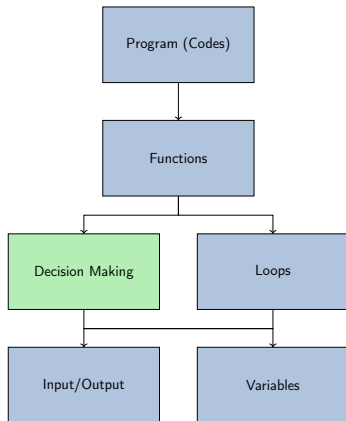 Program (Codes)
Functions
Decision Making
Loops
Input/Output
Variables